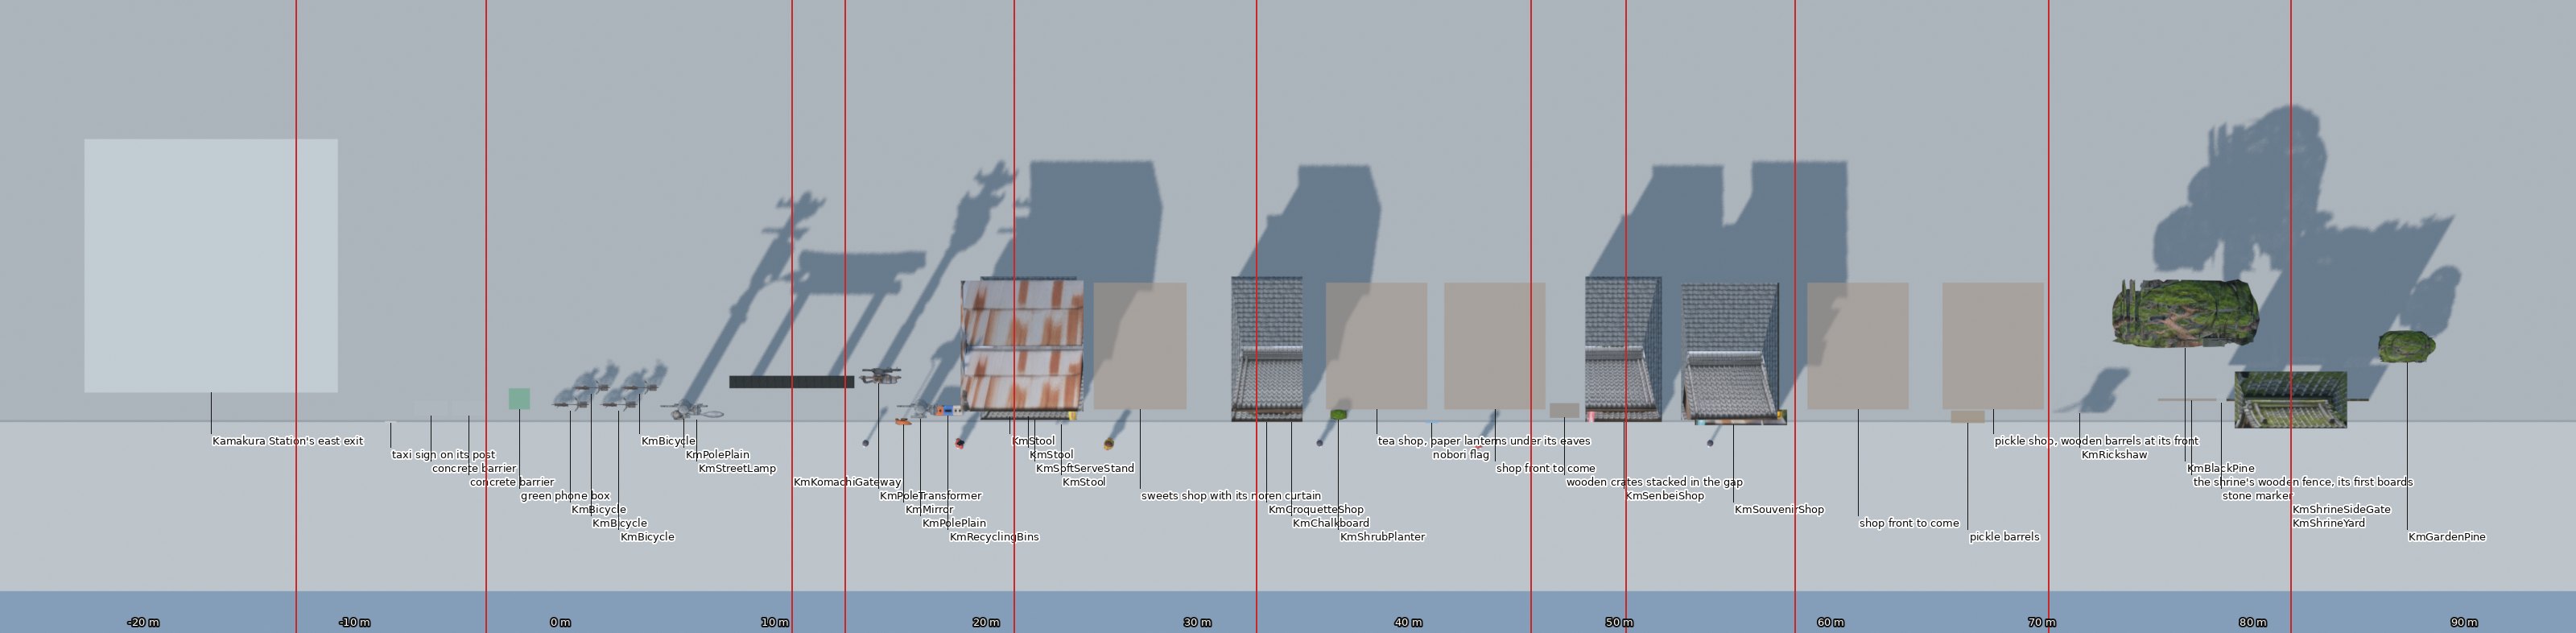 Kamakura Station's east exit
taxi sign on its post
concrete barrier
concrete barrier
green phone box
KmBicycle
KmBicycle
KmBicycle
KmBicycle
KmPolePlain
KmStreetLamp
KmKomachiGateway
KmPoleTransformer
KmMirror
KmPolePlain
KmRecyclingBins
KmStool
KmStool
KmSoftServeStand
KmStool
sweets shop with its noren curtain
KmCroquetteShop
KmChalkboard
KmShrubPlanter
tea shop, paper lanterns under its eaves
nobori flag
shop front to come
wooden crates stacked in the gap
KmSenbeiShop
KmSouvenirShop
shop front to come
pickle barrels
pickle shop, wooden barrels at its front
KmRickshaw
KmBlackPine
the shrine's wooden fence, its first boards
stone marker
KmShrineSideGate
KmShrineYard
KmGardenPine
-20 m
-10 m
0 m
10 m
20 m
30 m
40 m
50 m
60 m
70 m
80 m
90 m